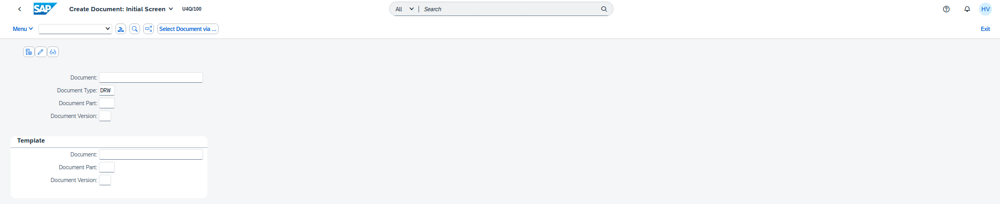 SAP Create Document: Initial Screen U4Q/100 All Search HV
Menu Select Document via ... Exit
Document:
Document Type: DRW
Document Part:
Document Version:
Template
Document:
Document Part:
Document Version: